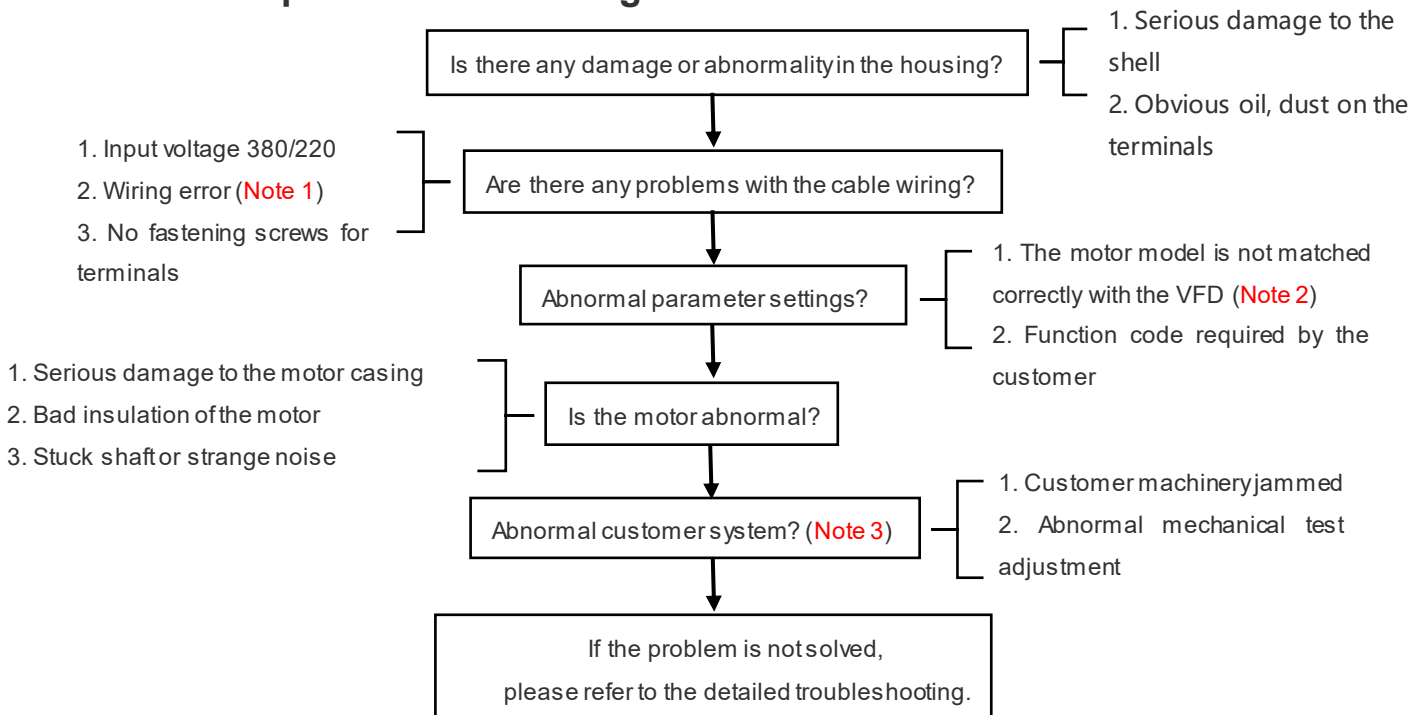 Is there any damage or abnormality in the housing?
1. Serious damage to the
shell
2. Obvious oil, dust on the
terminals
1. Input voltage 380/220
2. Wiring error (Note 1)
3. No fastening screws for
terminals
Are there any problems with the cable wiring?
Abnormal parameter settings?
1. The motor model is not matched
correctly with the VFD (Note 2)
2. Function code required by the
customer
1. Serious damage to the motor casing
2. Bad insulation of the motor
3. Stuck shaft or strange noise
Is the motor abnormal?
Abnormal customer system? (Note 3)
1. Customer machinery jammed
2. Abnormal mechanical test
adjustment
If the problem is not solved,
please refer to the detailed troubleshooting.